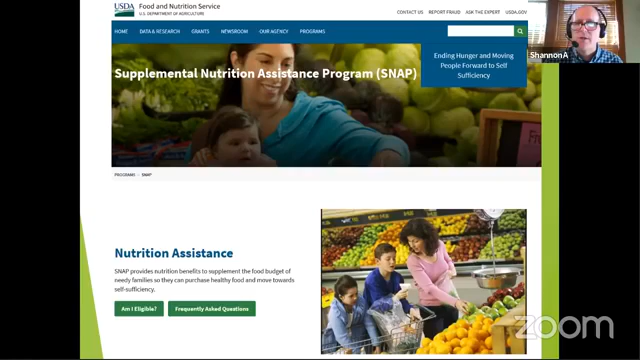 USDA Food and Nutrition Service
U.S. DEPARTMENT OF AGRICULTURE
CONTACT US REPORT FRAUD ASK THE EXPERT USDA.GOV
HOME DATA & RESEARCH GRANTS NEWSROOM OUR AGENCY PROGRAMS
Shannon A
Supplemental Nutrition Assistance Program (SNAP)
Ending Hunger and Moving
People Forward to Self
Sufficiency
PROGRAMS SNAP
Nutrition Assistance
SNAP provides nutrition benefits to supplement the food budget of
needy families so they can purchase healthy food and move towards
self-sufficiency.
Am I Eligible? Frequently Asked Questions
zoom